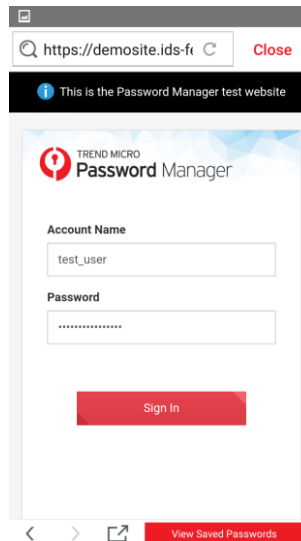 https://demosite.ids-fe
Close
This is the Password Manager test website
TREND MICRO
Password Manager
Account Name
test_user
Password
Sign In
View Saved Passwords